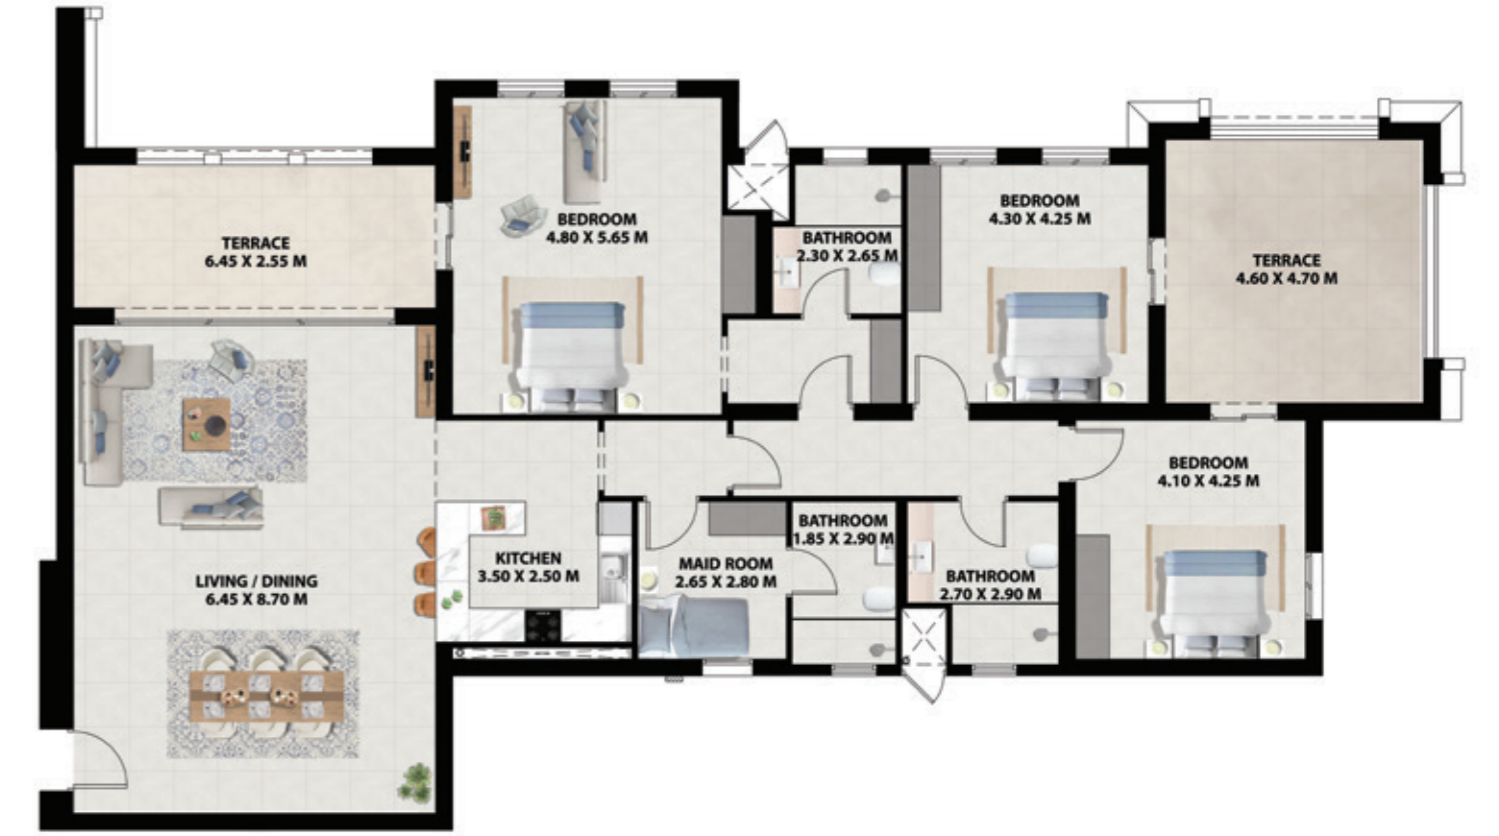 TERRACE
6.45 X 2.55 M
BEDROOM
4.80 X 5.65 M
BATHROOM
2.30 X 2.65 M
BEDROOM
4.30 X 4.25 M
TERRACE
4.60 X 4.70 M
LIVING / DINING
6.45 X 8.70 M
KITCHEN
3.50 X 2.50 M
MAID ROOM
2.65 X 2.80 M
BATHROOM
1.85 X 2.90 M
BATHROOM
2.70 X 2.90 M
BEDROOM
4.10 X 4.25 M